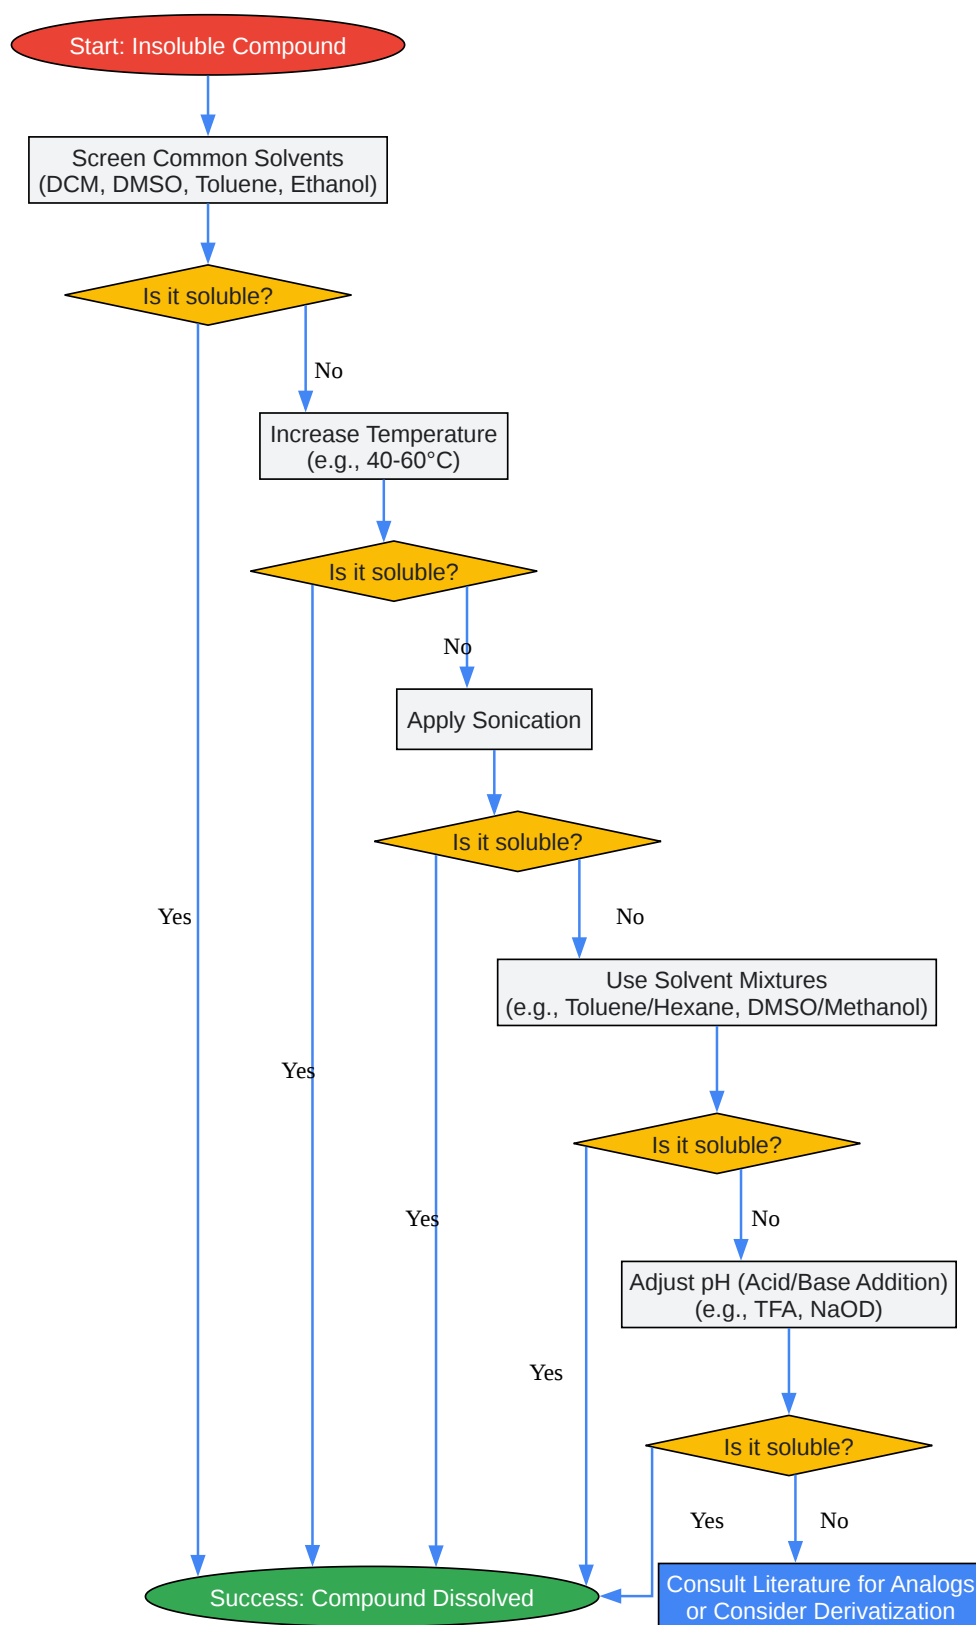 Start: Insoluble Compound
Screen Common Solvents
(DCM, DMSO, Toluene, Ethanol)
Is it soluble?
No
Increase Temperature
(e.g., 40-60°C)
Is it soluble?
No
Apply Sonication
Is it soluble?
Yes
No
Use Solvent Mixtures
(e.g., Toluene/Hexane, DMSO/Methanol)
Yes
Is it soluble?
Yes
No
Adjust pH (Acid/Base Addition)
(e.g., TFA, NaOD)
Yes
Is it soluble?
Yes
No
Success: Compound Dissolved
Consult Literature for Analogs
or Consider Derivatization